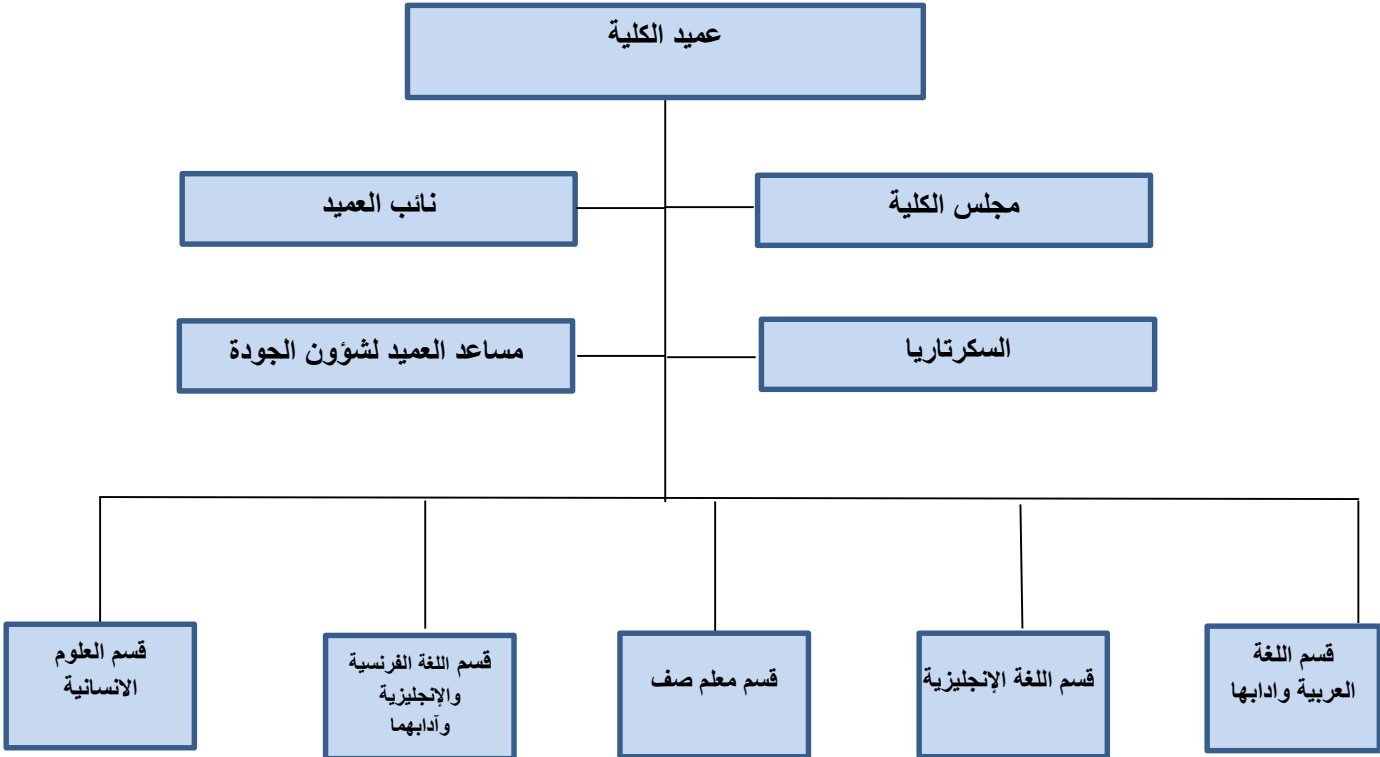 عميد الكلية
مجلس الكلية
نائب العميد
السكرتاريا
مساعد العميد لشؤون الجودة
قسم اللغة
العربية وادابها
قسم اللغة الإنجليزية
قسم معلم صف
قسم اللغة الفرنسية
والإنجليزية
وآدابهما
قسم العلوم
الانسانية